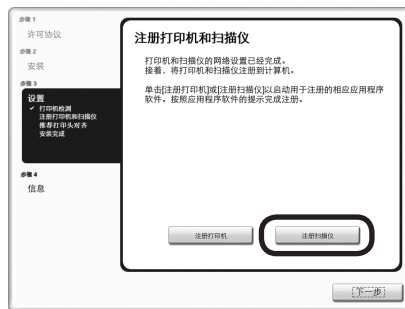 步骤 1
许可协议
步骤 2
安装
步骤 3
设置
✓ 打印机检测
注册打印机和扫描仪
推荐打印头对齐
安装完成
步骤 4
信息
注册打印机和扫描仪
打印机和扫描仪的网络设置已经完成。
接着，将打印机和扫描仪注册到计算机。
单击[注册打印机]或[注册扫描仪]以启动用于注册的相应应用程序
软件。按照应用程序软件的提示完成注册。
注册打印机
注册扫描仪
下一步